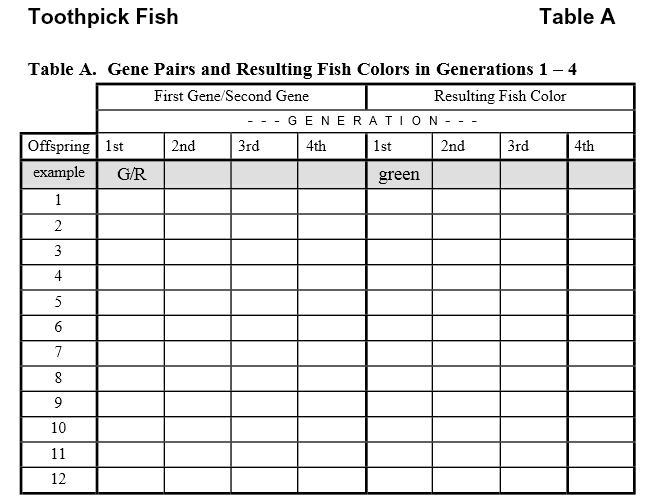 Toothpick Fish Table A
Table A. Gene Pairs and Resulting Fish Colors in Generations 1 – 4
First Gene/Second Gene Resulting Fish Color
- - - G E N E R A T I O N - - -
Offspring 1st 2nd 3rd 4th 1st 2nd 3rd 4th
example G/R green
1
2
3
4
5
6
7
8
9
10
11
12